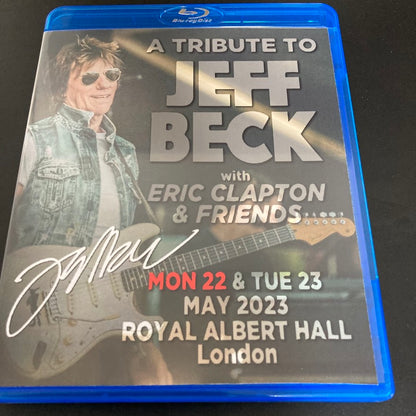 Blu-ray Disc
A TRIBUTE TO
JEFF
BECK
with
ERIC CLAPTON
& FRIENDS
MON 22 & TUE 23
MAY 2023
ROYAL ALBERT HALL
London